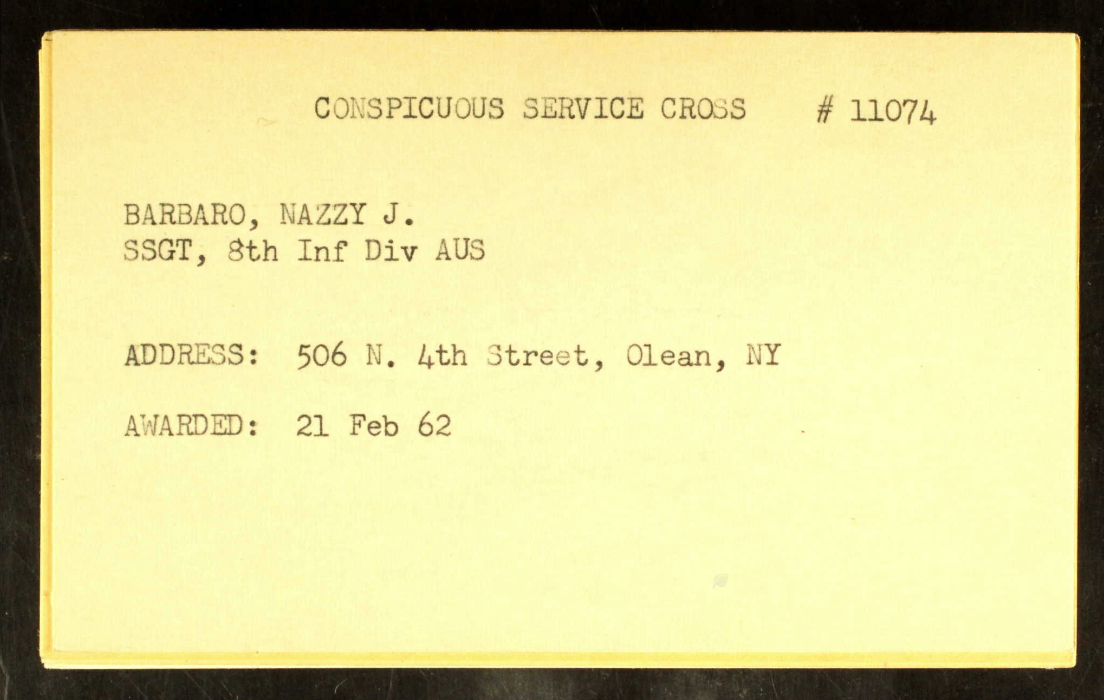 CONSPICUOUS SERVICE CROSS # 11074
BARBARO, NAZZY J.
SSGT, 8th Inf Div AUS
ADDRESS: 506 N. 4th Street, Olean, NY
AWARDED: 21 Feb 62